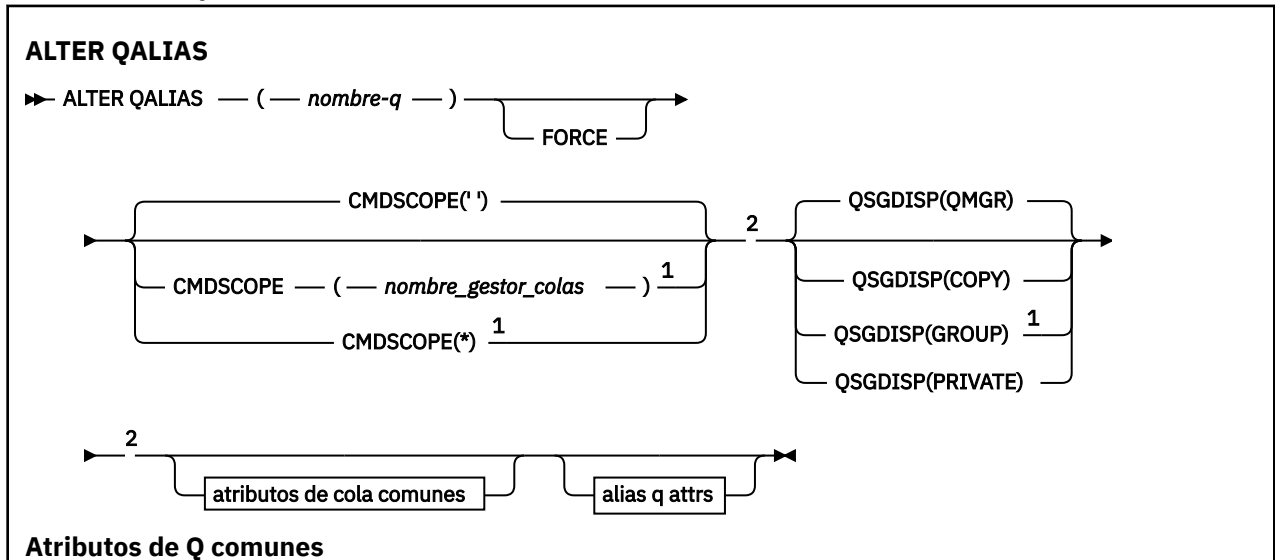 ALTER QALIAS
ALTER QALIAS ( nombre-q )
FORCE
CMDSCOPE(' ')
CMDSCOPE ( nombre_gestor_colas ) 1
CMDSCOPE(*) 1
2
QSGDISP(QMGR)
QSGDISP(COPY)
QSGDISP(GROUP) 1
QSGDISP(PRIVATE)
2
atributos de cola comunes
alias q attrs
Atributos de Q comunes